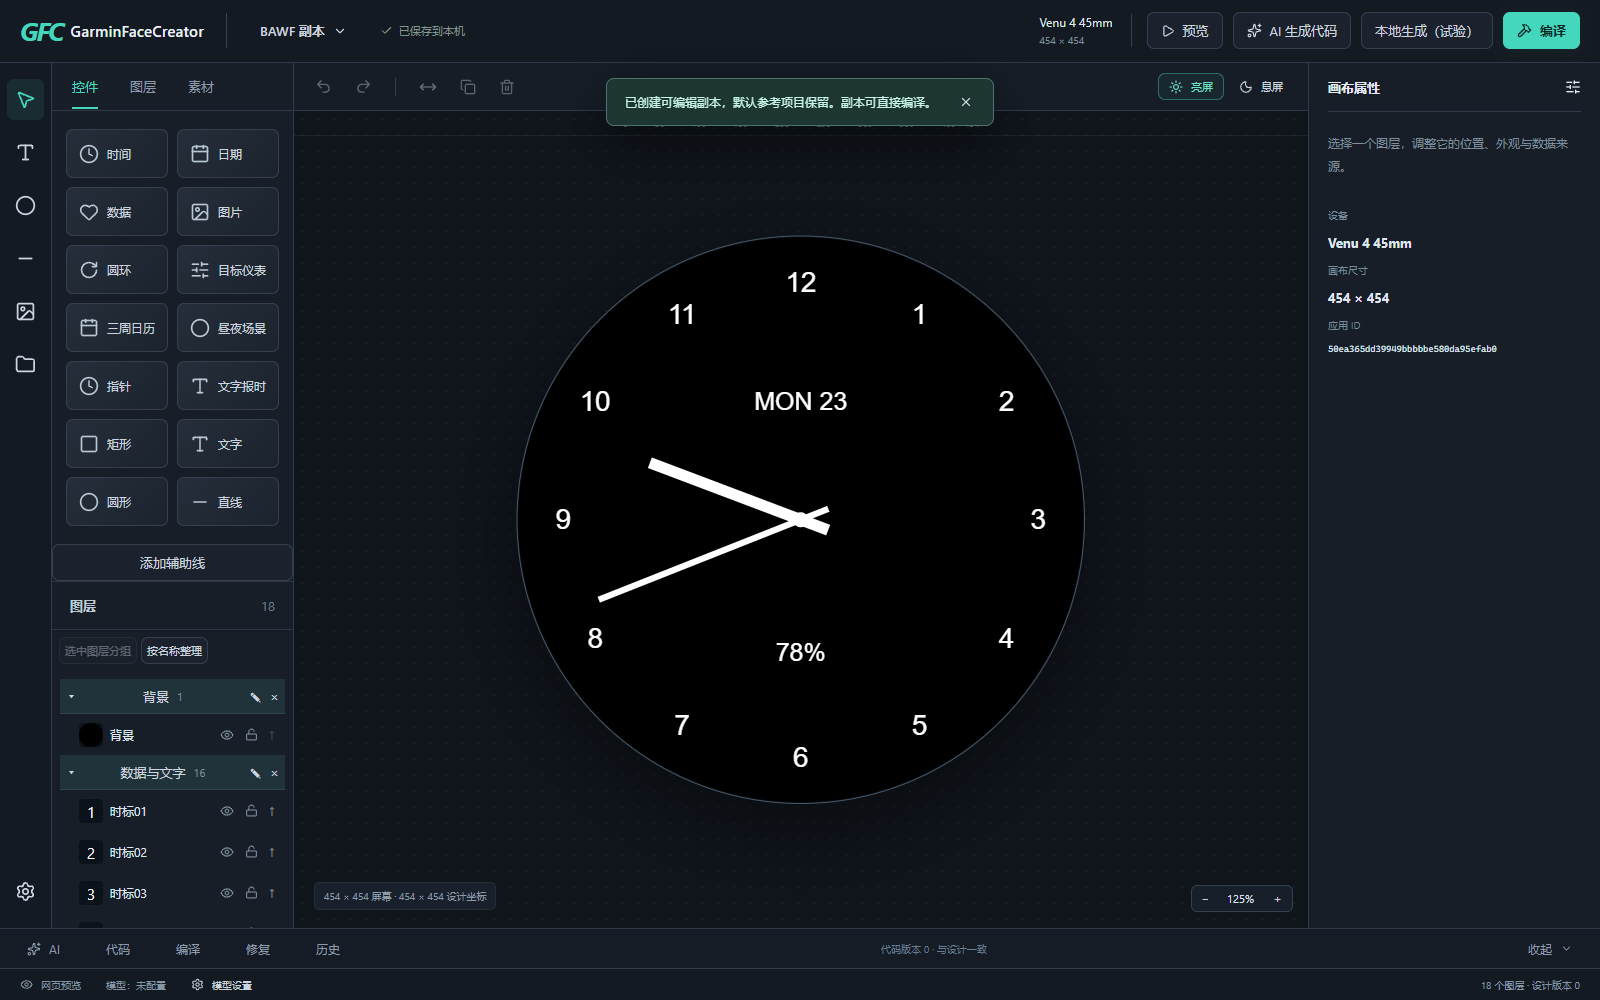 GFC GarminFaceCreator
BAWF 副本
已保存到本机
Venu 4 45mm
454 × 454
预览
AI 生成代码
本地生成（试验）
编译
控件
图层
素材
已创建可编辑副本，默认参考项目保留。副本可直接编译。
亮屏
息屏
画布属性
时间
日期
数据
图片
圆环
目标仪表
三周日历
昼夜场景
指针
文字报时
矩形
文字
圆形
直线
添加辅助线
图层
18
选中图层分组
按名称整理
背景 1
背景
数据与文字 16
1 时标01
2 时标02
3 时标03
12
11
1
10
MON 23
2
9
3
8
78%
4
7
5
6
454 × 454 屏幕 · 454 × 454 设计坐标
− 125% +
选择一个图层，调整它的位置、外观与数据来
源。
设备
Venu 4 45mm
画布尺寸
454 × 454
应用 ID
50ea365dd39949bbbbbe580da95efab0
AI
代码
编译
修复
历史
代码版本 0 · 与设计一致
收起
网页预览
模型：未配置
模型设置
18 个图层 · 设计版本 0